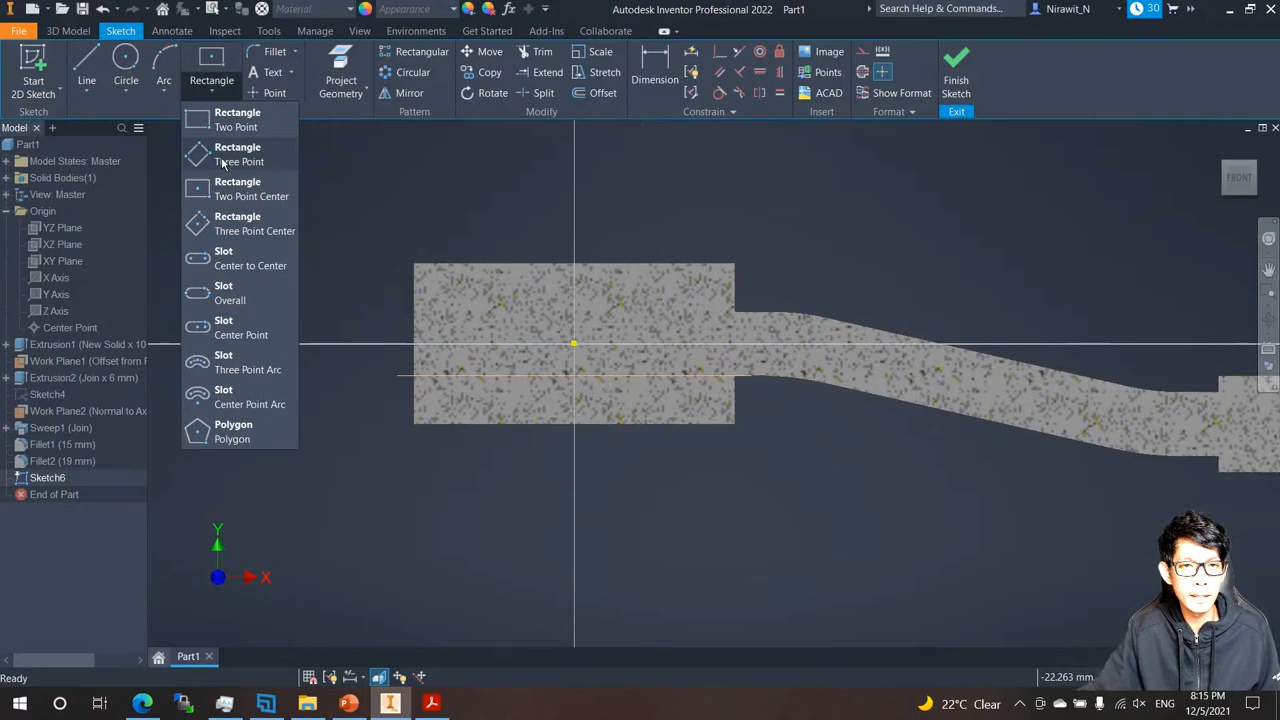 Material
Appearance
Autodesk Inventor Professional 2022 Part1
Search Help & Commands...
Nirawit_N
30
File 3D Model Sketch Annotate Inspect Tools Manage View Environments Get Started Add-Ins Collaborate
Start
2D Sketch
Line
Circle
Arc
Rectangle
Fillet
Text
Point
Project
Geometry
Rectangular
Circular
Mirror
Move
Copy
Rotate
Trim
Extend
Split
Scale
Stretch
Offset
Dimension
Image
Points
ACAD
Show Format
Finish
Sketch
Sketch
Pattern
Modify
Constrain
Insert
Format
Exit
Model
Part1
Model States: Master
Solid Bodies(1)
View: Master
Origin
YZ Plane
XZ Plane
XY Plane
X Axis
Y Axis
Z Axis
Center Point
Extrusion1 (New Solid x 10
Work Plane1 (Offset from F
Extrusion2 (Join x 6 mm)
Sketch4
Work Plane2 (Normal to Ax
Sweep1 (Join)
Fillet1 (15 mm)
Fillet2 (19 mm)
Sketch6
End of Part
Rectangle
Two Point
Rectangle
Three Point
Rectangle
Two Point Center
Rectangle
Three Point Center
Slot
Center to Center
Slot
Overall
Slot
Center Point
Slot
Three Point Arc
Slot
Center Point Arc
Polygon
Polygon
FRONT
Y
X
Part1
Ready
-22.263 mm
22°C Clear
8:15 PM
12/5/2021